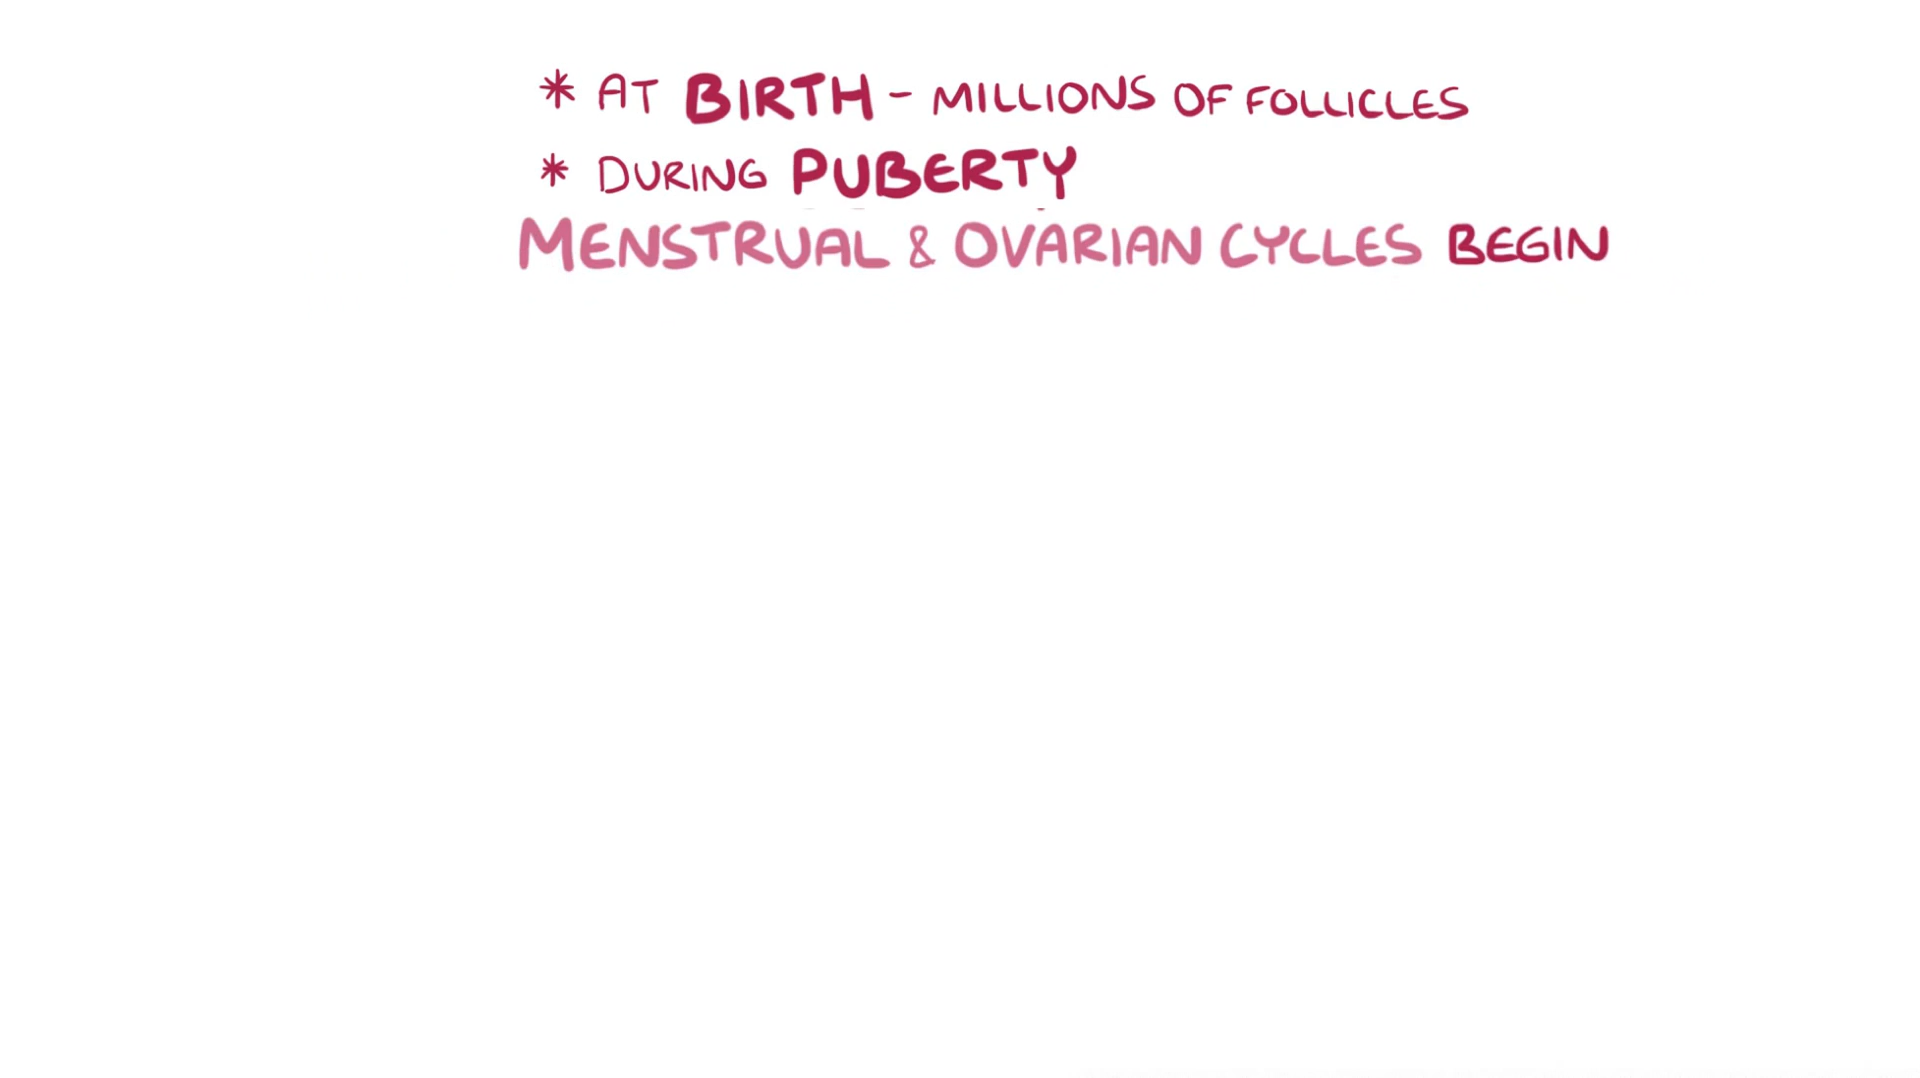 * AT BIRTH - MILLIONS OF FOLLICLES
* DURING PUBERTY
MENSTRUAL & OVARIAN CYCLES BEGIN